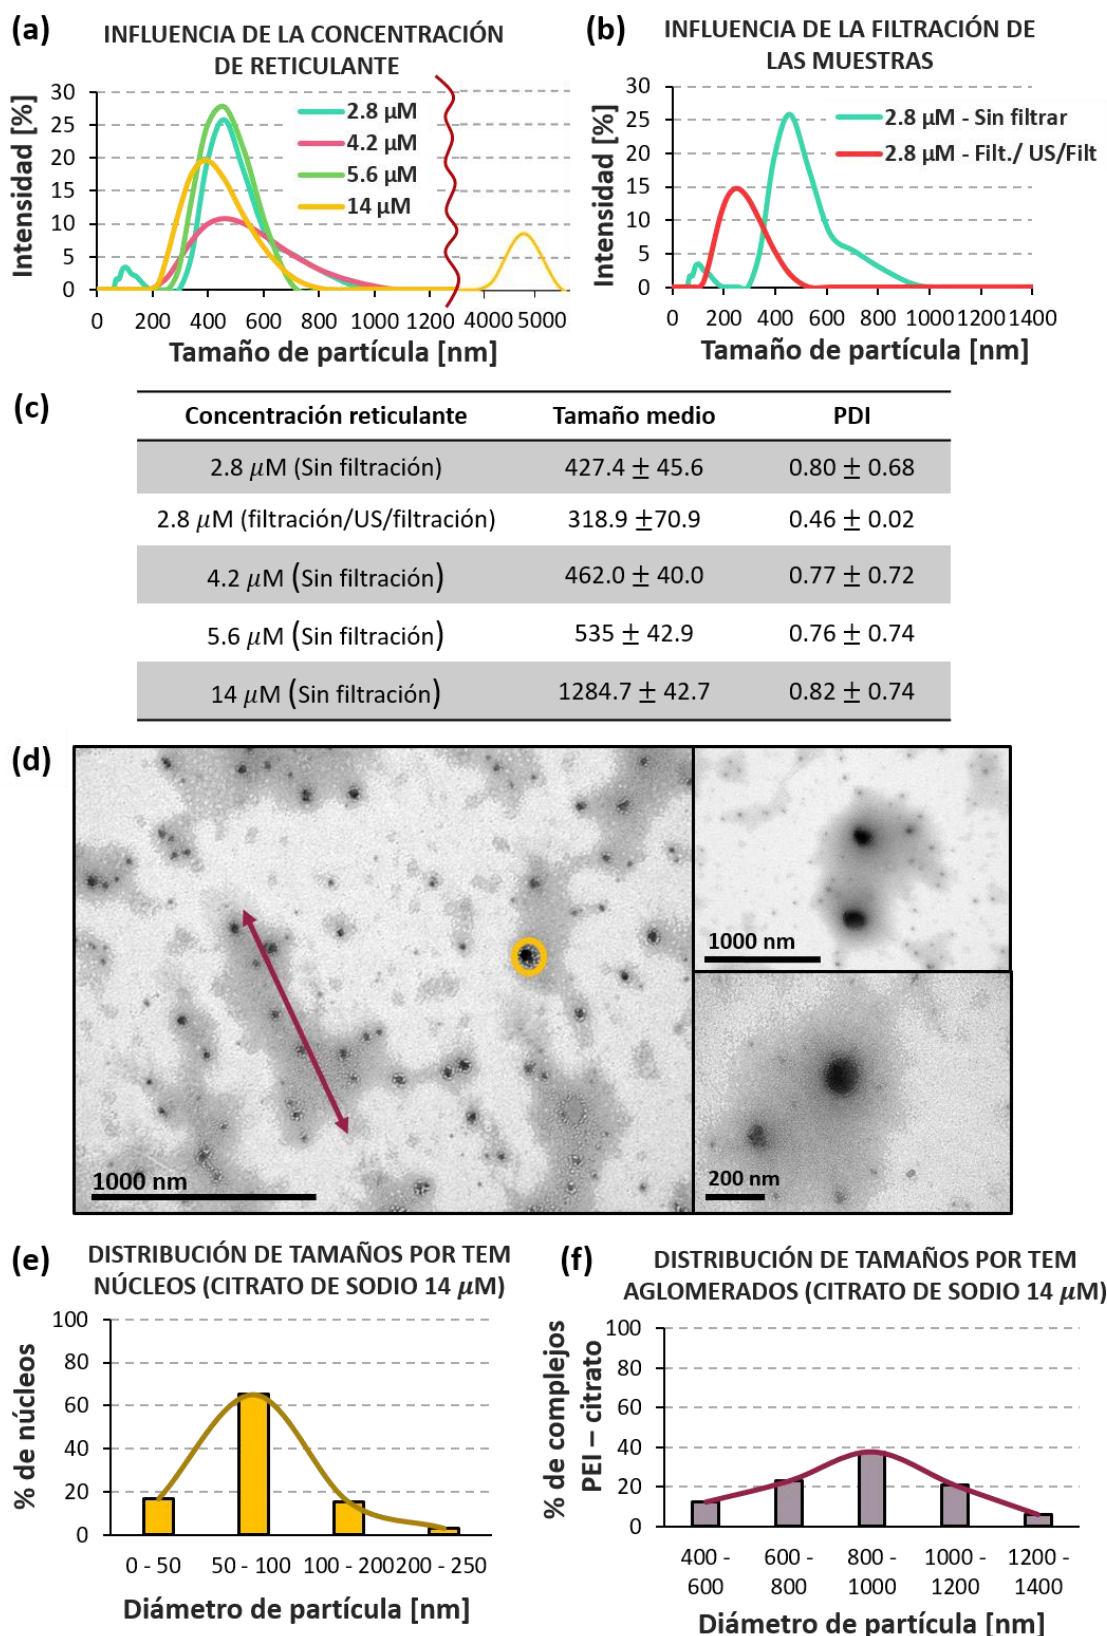 (a)
INFLUENCIA DE LA CONCENTRACIÓN
DE RETICULANTE
Intensidad [%]
30
25
20
15
10
5
0
2.8 µM
4.2 µM
5.6 µM
14 µM
0 200 400 600 800 1000 1200 4000 5000
Tamaño de partícula [nm]
(b)
INFLUENCIA DE LA FILTRACIÓN DE
LAS MUESTRAS
Intensidad [%]
30
25
20
15
10
5
0
2.8 µM - Sin filtrar
2.8 µM - Filt./ US/Filt
0 200 400 600 800 1000 1200 1400
Tamaño de partícula [nm]
(c)
Concentración reticulante Tamaño medio PDI
2.8 µM (Sin filtración) 427.4 ± 45.6 0.80 ± 0.68
2.8 µM (filtración/US/filtración) 318.9 ±70.9 0.46 ± 0.02
4.2 µM (Sin filtración) 462.0 ± 40.0 0.77 ± 0.72
5.6 µM (Sin filtración) 535 ± 42.9 0.76 ± 0.74
14 µM (Sin filtración) 1284.7 ± 42.7 0.82 ± 0.74
(d)
1000 nm
1000 nm
200 nm
(e)
DISTRIBUCIÓN DE TAMAÑOS POR TEM
NÚCLEOS (CITRATO DE SODIO 14 µM)
% de núcleos
100
80
60
40
20
0
0 - 50 50 - 100 100 - 200 200 - 250
Diámetro de partícula [nm]
(f)
DISTRIBUCIÓN DE TAMAÑOS POR TEM
AGLOMERADOS (CITRATO DE SODIO 14 µM)
% de complejos
PEI – citrato
100
80
60
40
20
0
400 - 600 - 800 - 1000 - 1200 -
600 800 1000 1200 1400
Diámetro de partícula [nm]